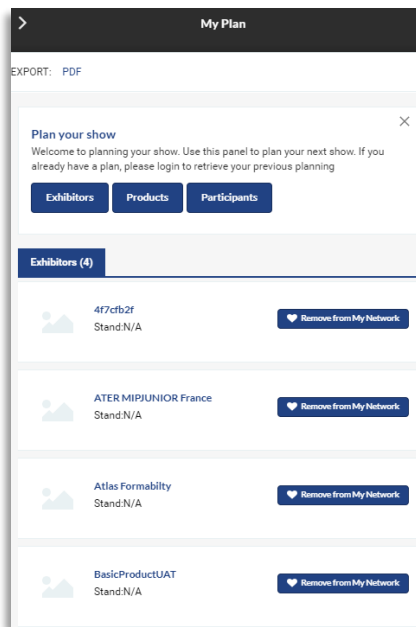 My Plan
EXPORT: PDF
Plan your show
Welcome to planning your show. Use this panel to plan your next show. If you
already have a plan, please login to retrieve your previous planning
Exhibitors Products Participants
Exhibitors (4)
4f7cfb2f
Stand:N/A
Remove from My Network
ATER MIPJUNIOR France
Stand:N/A
Remove from My Network
Atlas Formabilty
Stand:N/A
Remove from My Network
BasicProductUAT
Stand:N/A
Remove from My Network